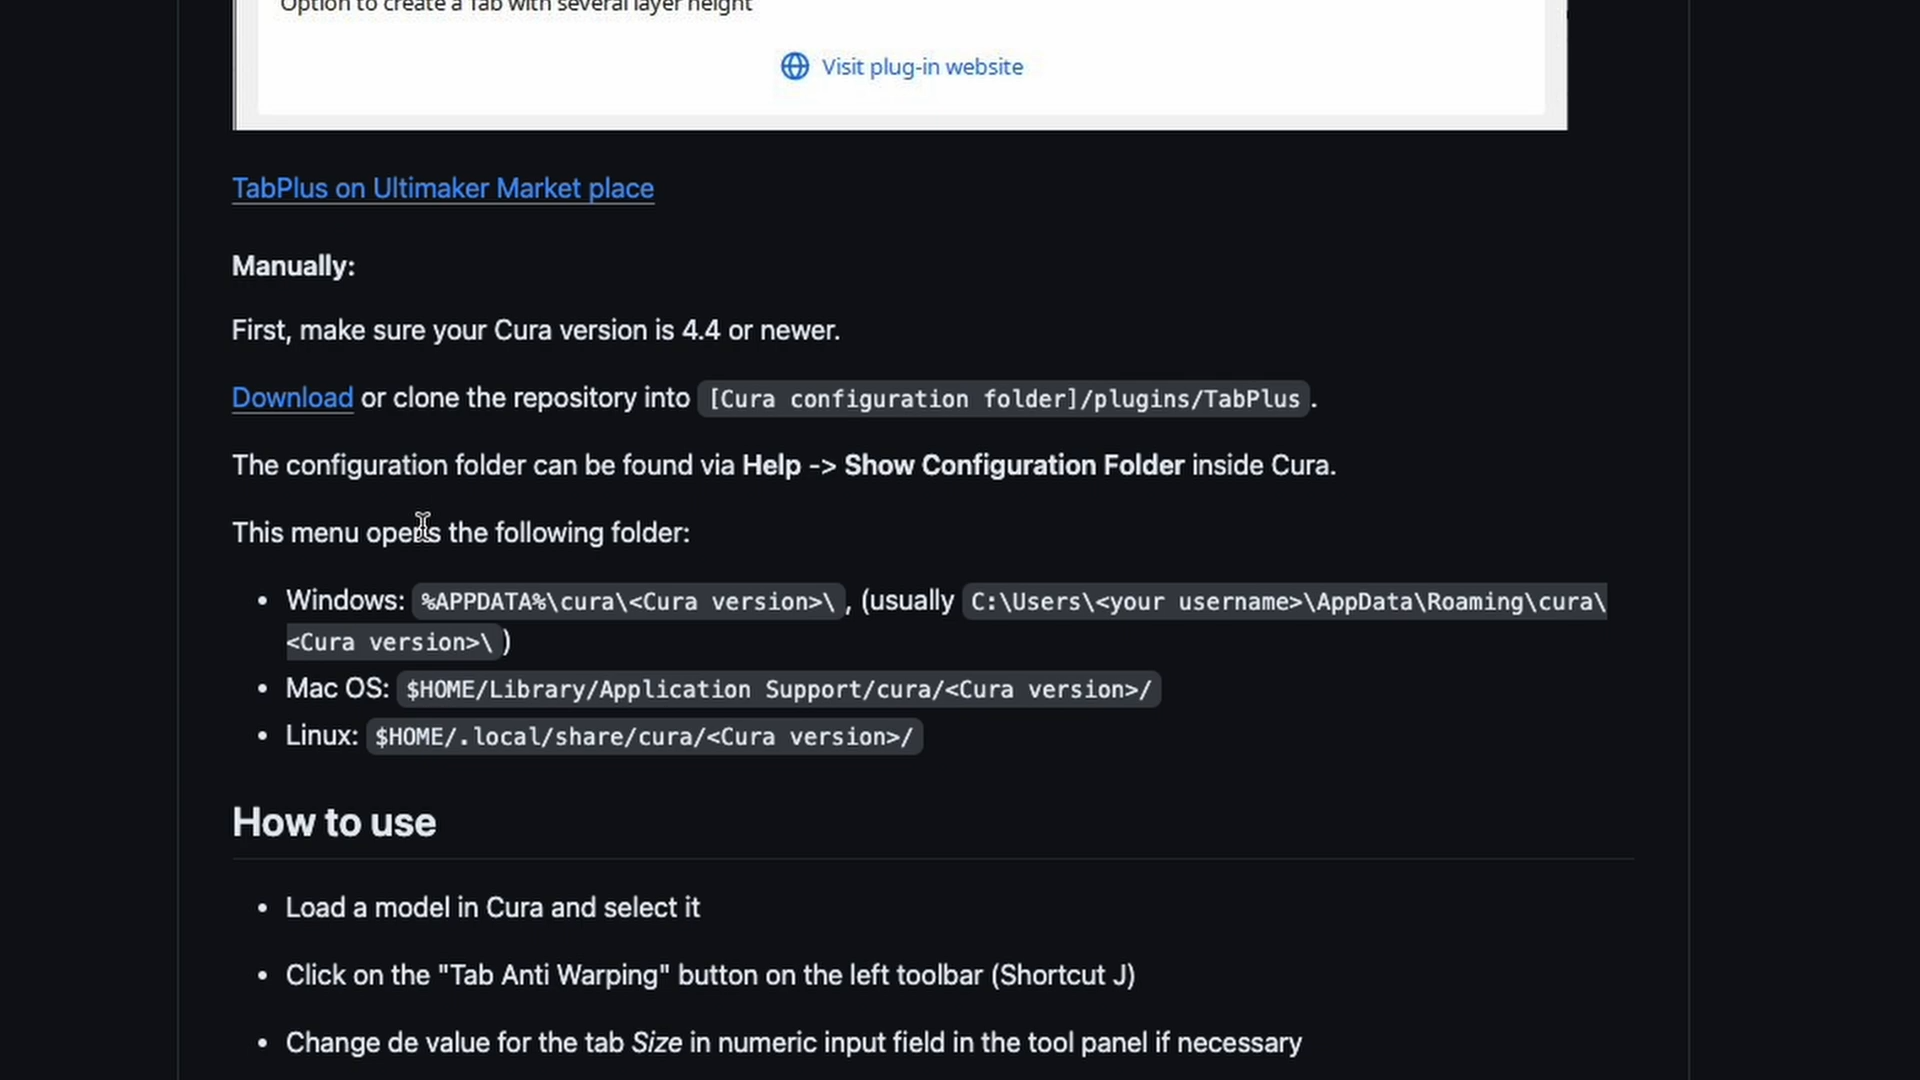 Option to create a Tab with several layer height
Visit plug-in website
TabPlus on Ultimaker Market place
Manually:
First, make sure your Cura version is 4.4 or newer.
Download or clone the repository into [Cura configuration folder]/plugins/TabPlus.
The configuration folder can be found via Help -> Show Configuration Folder inside Cura.
This menu opens the following folder:
• Windows: %APPDATA%\cura\<Cura version>\, (usually C:\Users\<your username>\AppData\Roaming\cura\
<Cura version>\)
• Mac OS: $HOME/Library/Application Support/cura/<Cura version>/
• Linux: $HOME/.local/share/cura/<Cura version>/
How to use
• Load a model in Cura and select it
• Click on the "Tab Anti Warping" button on the left toolbar (Shortcut J)
• Change de value for the tab Size in numeric input field in the tool panel if necessary